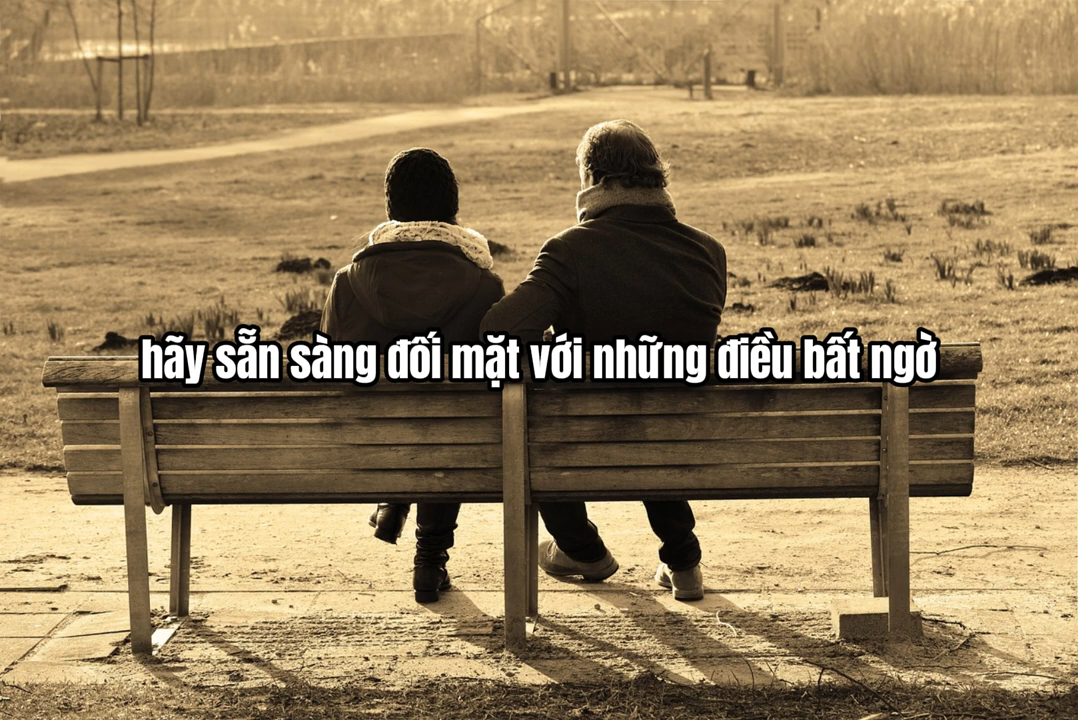 hãy sẵn sàng đối mặt với những điều bất ngờ